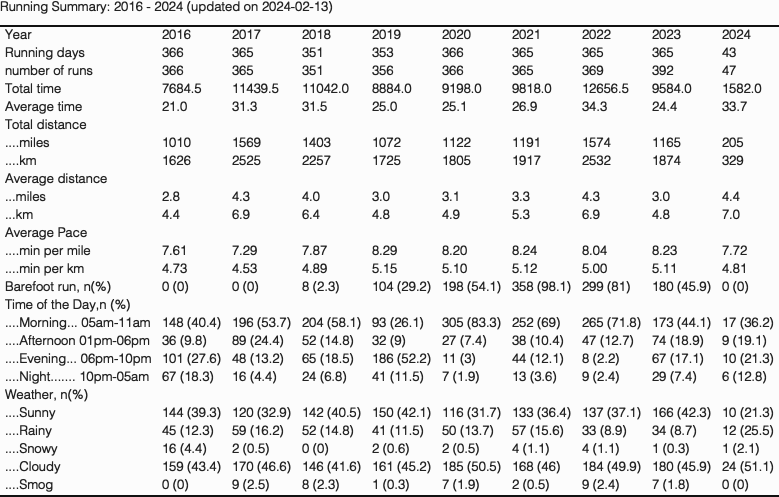 Running Summary: 2016 - 2024 (updated on 2024-02-13)
Year 2016 2017 2018 2019 2020 2021 2022 2023 2024
Running days 366 365 351 353 366 365 365 365 43
number of runs 366 365 351 356 366 365 369 392 47
Total time 7684.5 11439.5 11042.0 8884.0 9198.0 9818.0 12656.5 9584.0 1582.0
Average time 21.0 31.3 31.5 25.0 25.1 26.9 34.3 24.4 33.7
Total distance
....miles 1010 1569 1403 1072 1122 1191 1574 1165 205
....km 1626 2525 2257 1725 1805 1917 2532 1874 329
Average distance
...miles 2.8 4.3 4.0 3.0 3.1 3.3 4.3 3.0 4.4
...km 4.4 6.9 6.4 4.8 4.9 5.3 6.9 4.8 7.0
Average Pace
....min per mile 7.61 7.29 7.87 8.29 8.20 8.24 8.04 8.23 7.72
....min per km 4.73 4.53 4.89 5.15 5.10 5.12 5.00 5.11 4.81
Barefoot run, n(%) 0 (0) 0 (0) 8 (2.3) 104 (29.2) 198 (54.1) 358 (98.1) 299 (81) 180 (45.9) 0 (0)
Time of the Day,n (%)
....Morning... 05am-11am 148 (40.4) 196 (53.7) 204 (58.1) 93 (26.1) 305 (83.3) 252 (69) 265 (71.8) 173 (44.1) 17 (36.2)
....Afternoon 01pm-06pm 36 (9.8) 89 (24.4) 52 (14.8) 32 (9) 27 (7.4) 38 (10.4) 47 (12.7) 74 (18.9) 9 (19.1)
....Evening... 06pm-10pm 101 (27.6) 48 (13.2) 65 (18.5) 186 (52.2) 11 (3) 44 (12.1) 8 (2.2) 67 (17.1) 10 (21.3)
....Night....... 10pm-05am 67 (18.3) 16 (4.4) 24 (6.8) 41 (11.5) 7 (1.9) 13 (3.6) 9 (2.4) 29 (7.4) 6 (12.8)
Weather, n(%)
....Sunny 144 (39.3) 120 (32.9) 142 (40.5) 150 (42.1) 116 (31.7) 133 (36.4) 137 (37.1) 166 (42.3) 10 (21.3)
....Rainy 45 (12.3) 59 (16.2) 52 (14.8) 41 (11.5) 50 (13.7) 57 (15.6) 33 (8.9) 34 (8.7) 12 (25.5)
....Snowy 16 (4.4) 2 (0.5) 0 (0) 2 (0.6) 2 (0.5) 4 (1.1) 4 (1.1) 1 (0.3) 1 (2.1)
....Cloudy 159 (43.4) 170 (46.6) 146 (41.6) 161 (45.2) 185 (50.5) 168 (46) 184 (49.9) 180 (45.9) 24 (51.1)
....Smog 0 (0) 9 (2.5) 8 (2.3) 1 (0.3) 7 (1.9) 2 (0.5) 9 (2.4) 7 (1.8) 0 (0)